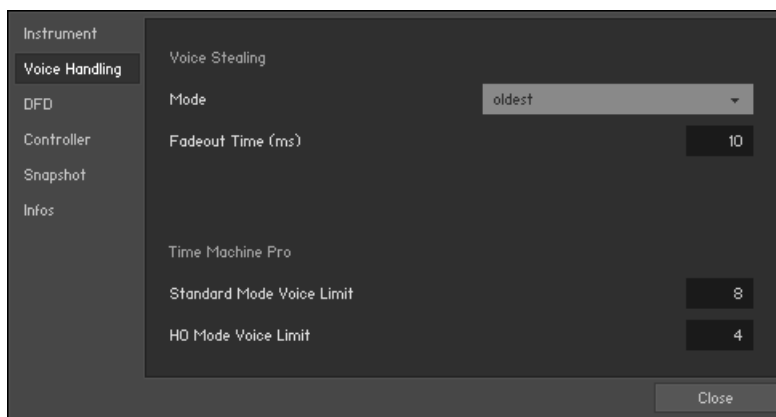 Instrument
Voice Handling
DFD
Controller
Snapshot
Infos
Voice Stealing
Mode oldest
Fadeout Time (ms) 10
Time Machine Pro
Standard Mode Voice Limit 8
HQ Mode Voice Limit 4
Close